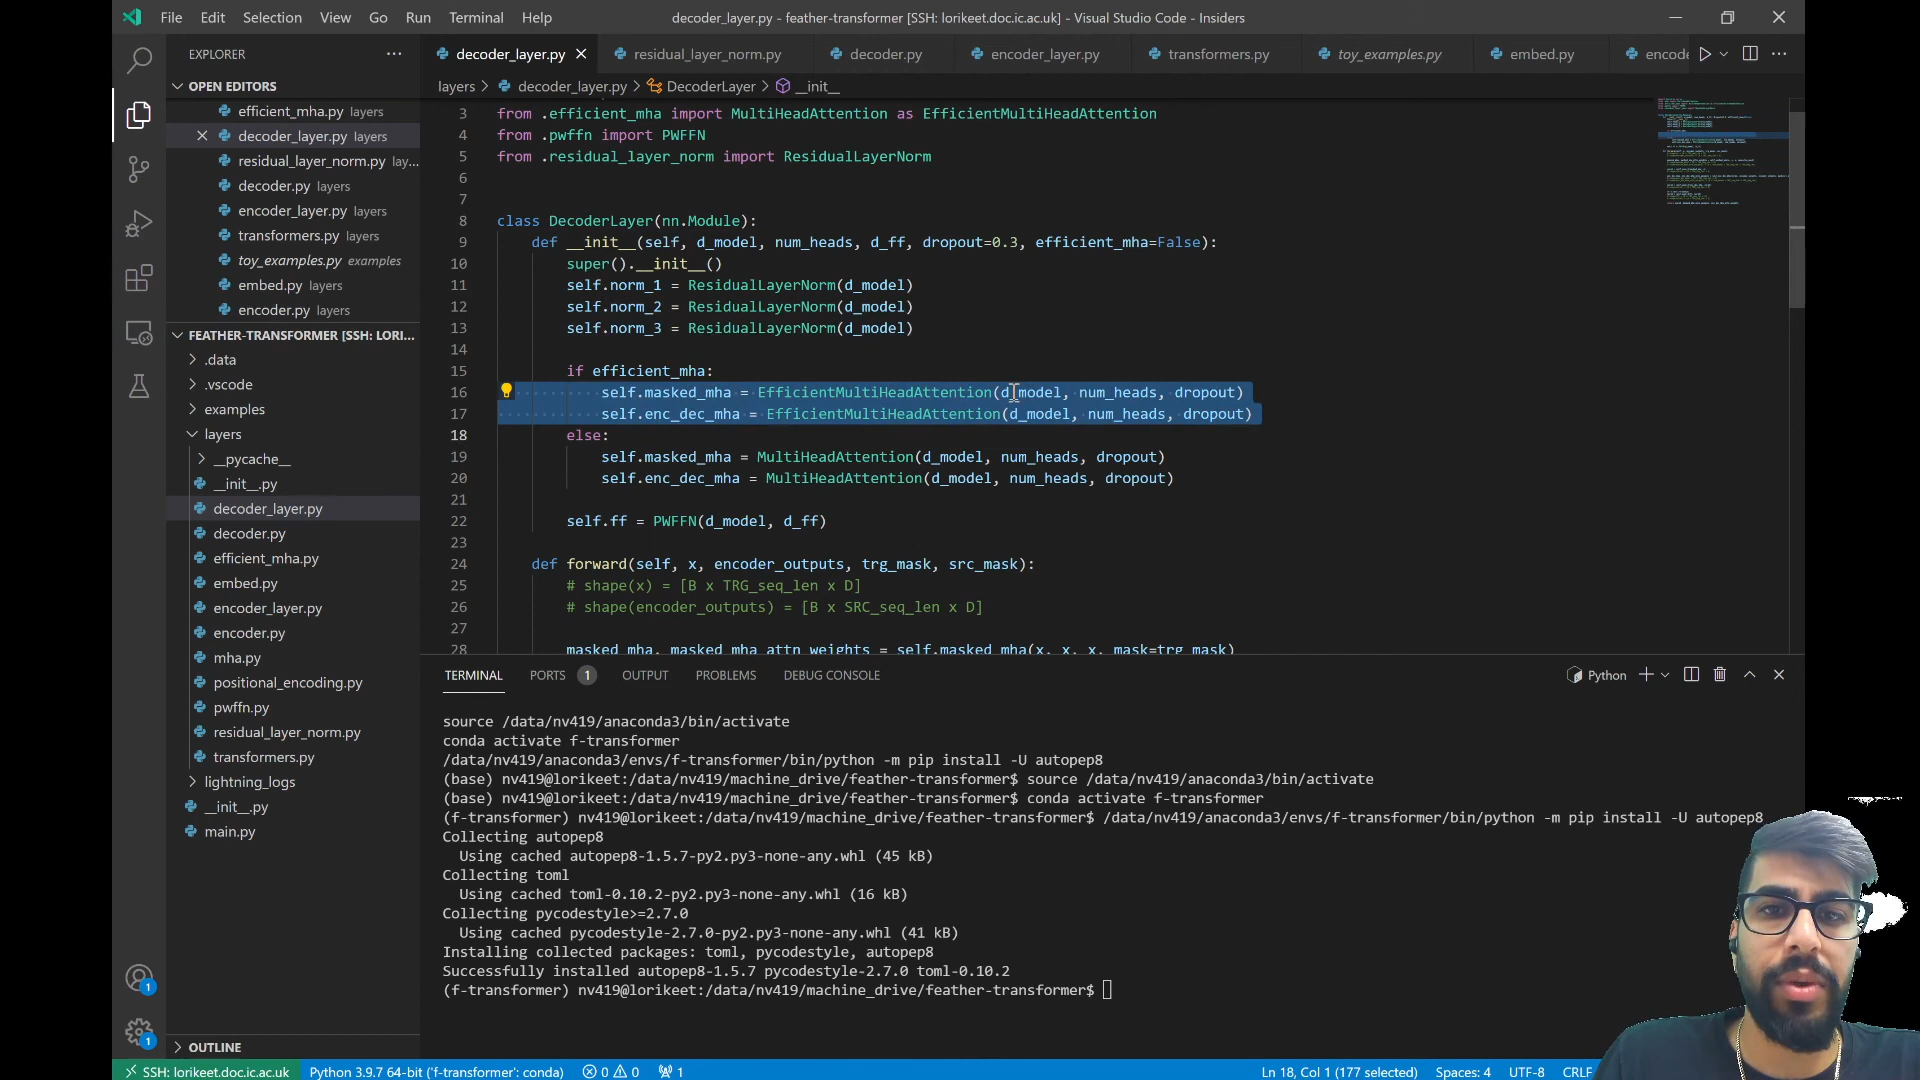 File Edit Selection View Go Run Terminal Help
decoder_layer.py - feather-transformer [SSH: lorikeet.doc.ic.ac.uk] - Visual Studio Code - Insiders
EXPLORER
decoder_layer.py residual_layer_norm.py decoder.py encoder_layer.py transformers.py toy_examples.py embed.py encode
layers > decoder_layer.py > DecoderLayer > __init__
OPEN EDITORS
efficient_mha.py layers
decoder_layer.py layers
residual_layer_norm.py lay...
decoder.py layers
encoder_layer.py layers
transformers.py layers
toy_examples.py examples
embed.py layers
encoder.py layers
FEATHER-TRANSFORMER [SSH: LORI...
.data
.vscode
examples
layers
__pycache__
__init__.py
decoder_layer.py
decoder.py
efficient_mha.py
embed.py
encoder_layer.py
encoder.py
mha.py
positional_encoding.py
pwffn.py
residual_layer_norm.py
transformers.py
lightning_logs
__init__.py
main.py
OUTLINE
3 from .efficient_mha import MultiHeadAttention as EfficientMultiHeadAttention
4 from .pwffn import PWFFN
5 from .residual_layer_norm import ResidualLayerNorm
6
7
8 class DecoderLayer(nn.Module):
9 def __init__(self, d_model, num_heads, d_ff, dropout=0.3, efficient_mha=False):
10 super().__init__()
11 self.norm_1 = ResidualLayerNorm(d_model)
12 self.norm_2 = ResidualLayerNorm(d_model)
13 self.norm_3 = ResidualLayerNorm(d_model)
14
15 if efficient_mha:
16 self.masked_mha = EfficientMultiHeadAttention(d_model, num_heads, dropout)
17 self.enc_dec_mha = EfficientMultiHeadAttention(d_model, num_heads, dropout)
18 else:
19 self.masked_mha = MultiHeadAttention(d_model, num_heads, dropout)
20 self.enc_dec_mha = MultiHeadAttention(d_model, num_heads, dropout)
21
22 self.ff = PWFFN(d_model, d_ff)
23
24 def forward(self, x, encoder_outputs, trg_mask, src_mask):
25 # shape(x) = [B x TRG_seq_len x D]
26 # shape(encoder_outputs) = [B x SRC_seq_len x D]
27
28 masked_mha, masked_mha_attn_weights = self.masked_mha(x, x, x, mask=trg_mask)
TERMINAL PORTS 1 OUTPUT PROBLEMS DEBUG CONSOLE
Python
source /data/nv419/anaconda3/bin/activate
conda activate f-transformer
/data/nv419/anaconda3/envs/f-transformer/bin/python -m pip install -U autopep8
(base) nv419@lorikeet:/data/nv419/machine_drive/feather-transformer$ source /data/nv419/anaconda3/bin/activate
(base) nv419@lorikeet:/data/nv419/machine_drive/feather-transformer$ conda activate f-transformer
(f-transformer) nv419@lorikeet:/data/nv419/machine_drive/feather-transformer$ /data/nv419/anaconda3/envs/f-transformer/bin/python -m pip install -U autopep8
Collecting autopep8
Using cached autopep8-1.5.7-py2.py3-none-any.whl (45 kB)
Collecting toml
Using cached toml-0.10.2-py2.py3-none-any.whl (16 kB)
Collecting pycodestyle>=2.7.0
Using cached pycodestyle-2.7.0-py2.py3-none-any.whl (41 kB)
Installing collected packages: toml, pycodestyle, autopep8
Successfully installed autopep8-1.5.7 pycodestyle-2.7.0 toml-0.10.2
(f-transformer) nv419@lorikeet:/data/nv419/machine_drive/feather-transformer$
1
1
SSH: lorikeet.doc.ic.ac.uk Python 3.9.7 64-bit ('f-transformer': conda) 0 0 1 Ln 18, Col 1 (177 selected) Spaces: 4 UTF-8 CRLF